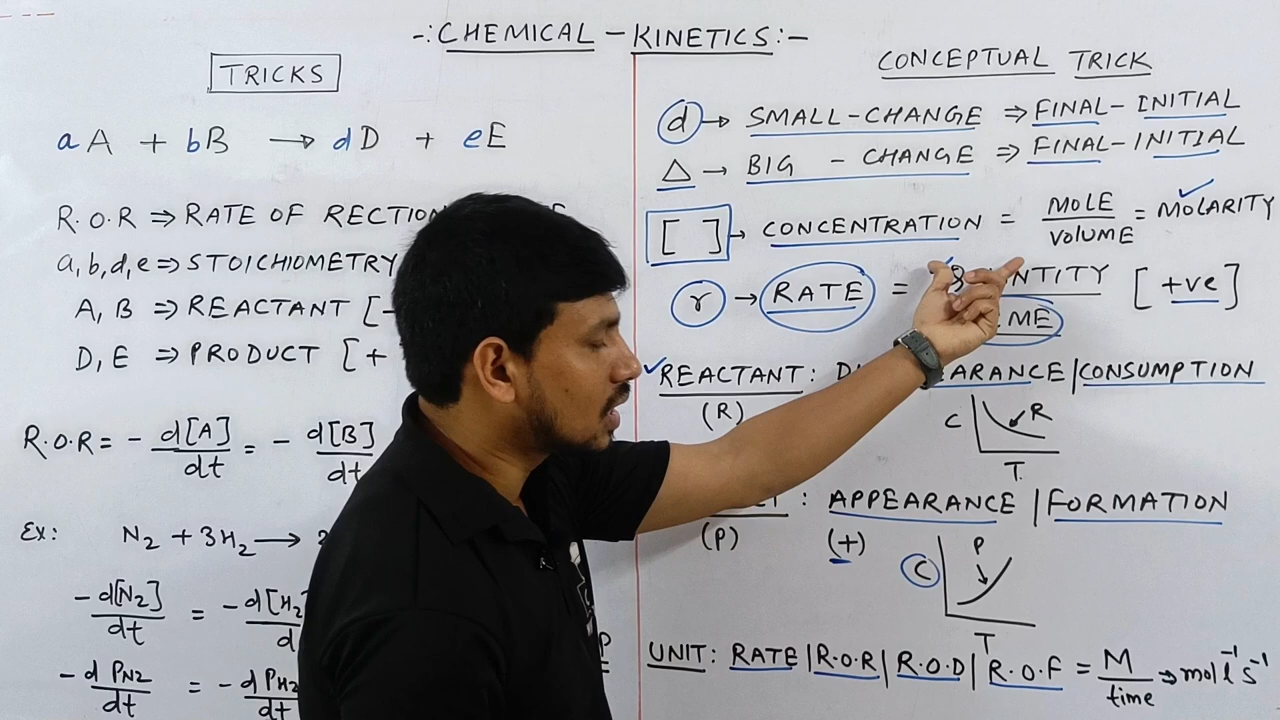 -: CHEMICAL - KINETICS :-
TRICKS
aA + bB → dD + eE
R.O.R ⇒ RATE OF RECTION
a, b, d, e ⇒ STOICHIOMETRY
A, B ⇒ REACTANT [-
D, E ⇒ PRODUCT [+
R.O.R = - d[A]/dt = - d[B]/dt
Ex: N₂ + 3H₂ →
-d[N₂]/dt = -d[H₂
-d PN₂/dt = -d PH₂/dt
CONCEPTUAL TRICK
d → SMALL-CHANGE ⇒ FINAL-INITIAL
Δ → BIG - CHANGE ⇒ FINAL-INITIAL
[ ] → CONCENTRATION = MOLE/VOLUME = MOLARITY
r → RATE = [+ve]
REACTANT : | CONSUMPTION
(R)
C R
T
: APPEARANCE | FORMATION
(P) (+)
C P
T
UNIT: RATE | R.O.R | R.O.D | R.O.F = M/time ⇒ mol l⁻¹ s⁻¹